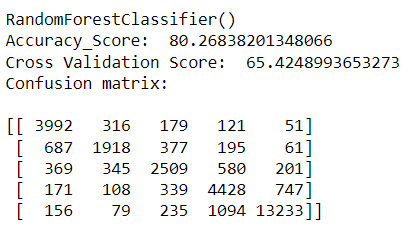 RandomForestClassifier()
Accuracy_Score:  80.26838201348066
Cross Validation Score:  65.4248993653273
Confusion matrix:
[[ 3992   316   179   121    51]
 [  687  1918   377   195    61]
 [  369   345  2509   580   201]
 [  171   108   339  4428   747]
 [  156    79   235  1094 13233]]